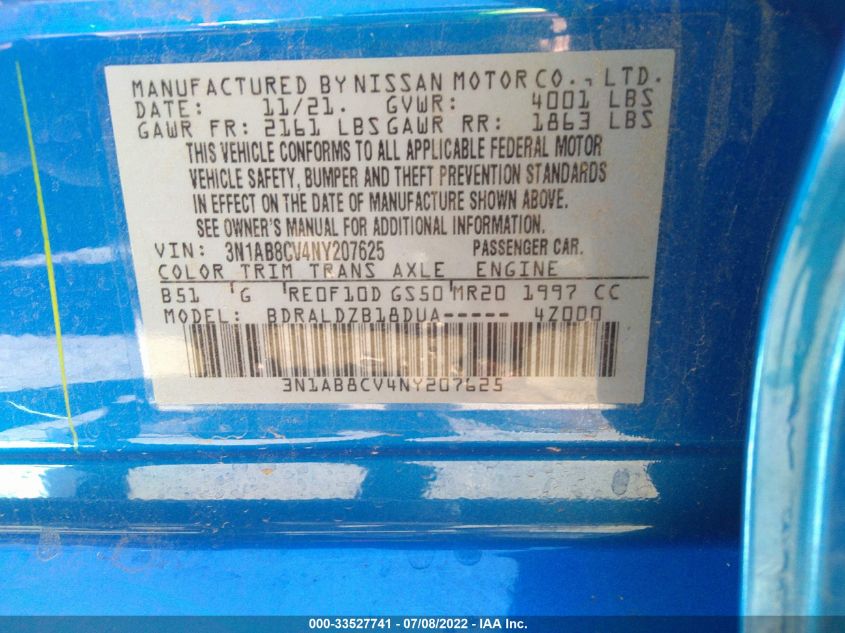 MANUFACTURED BY NISSAN MOTOR CO., LTD.
DATE: 11/21. GVWR: 4001 LBS
GAWR FR: 2161 LBS GAWR RR: 1863 LBS
THIS VEHICLE CONFORMS TO ALL APPLICABLE FEDERAL MOTOR
VEHICLE SAFETY, BUMPER AND THEFT PREVENTION STANDARDS
IN EFFECT ON THE DATE OF MANUFACTURE SHOWN ABOVE.
SEE OWNER'S MANUAL FOR ADDITIONAL INFORMATION.
VIN: 3N1AB8CV4NY207625 PASSENGER CAR.
COLOR TRIM TRANS AXLE ENGINE
B51 G RE0F10D GS50 MR20 1997 CC
MODEL: BDRALDZB18DUA----- 4Z000
3N1AB8CV4NY207625
000-33527741 - 07/08/2022 - IAA Inc.